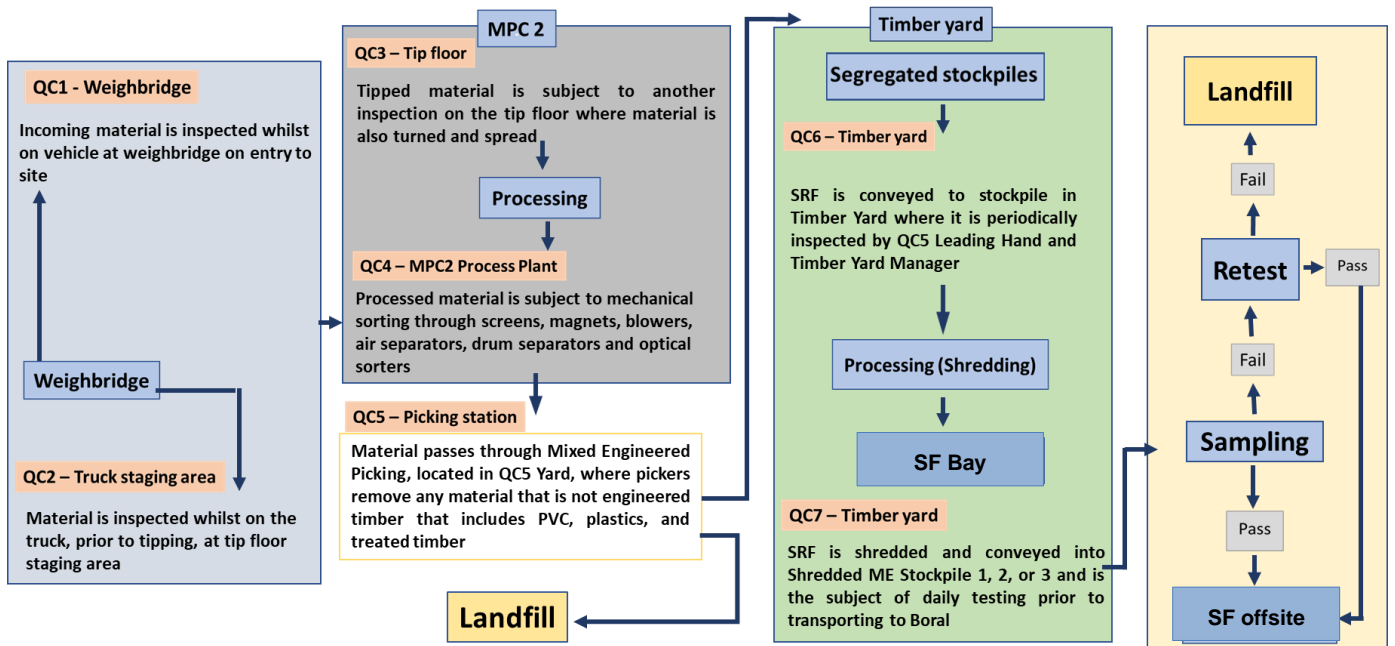 QC1 - Weighbridge
Incoming material is inspected whilst
on vehicle at weighbridge on entry to
site
Weighbridge
QC2 – Truck staging area
Material is inspected whilst on the
truck, prior to tipping, at tip floor
staging area
MPC 2
QC3 – Tip floor
Tipped material is subject to another
inspection on the tip floor where material is
also turned and spread
Processing
QC4 – MPC2 Process Plant
Processed material is subject to mechanical
sorting through screens, magnets, blowers,
air separators, drum separators and optical
sorters
QC5 – Picking station
Material passes through Mixed Engineered
Picking, located in QC5 Yard, where pickers
remove any material that is not engineered
timber that includes PVC, plastics, and
treated timber
Landfill
Timber yard
Segregated stockpiles
QC6 – Timber yard
SRF is conveyed to stockpile in
Timber Yard where it is periodically
inspected by QC5 Leading Hand and
Timber Yard Manager
Processing (Shredding)
SF Bay
QC7 – Timber yard
SRF is shredded and conveyed into
Shredded ME Stockpile 1, 2, or 3 and is
the subject of daily testing prior to
transporting to Boral
Landfill
Fail
Retest
Pass
Fail
Sampling
Pass
SF offsite